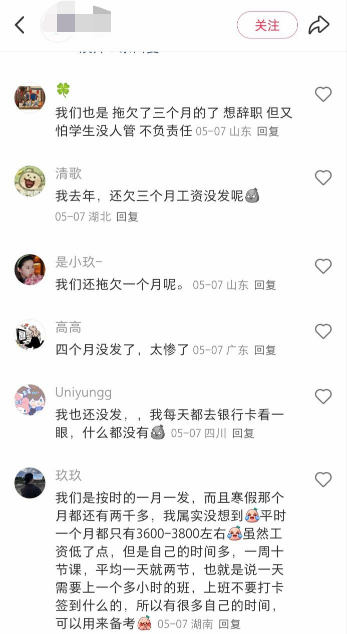 关注
我们也是 拖欠了三个月的了 想辞职 但又
怕学生没人管 不负责任 05-07 山东 回复
清歌
我去年，还欠三个月工资没发呢
05-07 湖北 回复
是小玖-
我们还拖欠一个月呢。 05-07 山东 回复
高高
四个月没发了，太惨了 05-07 广东 回复
Uniyungg
我也还没发，，我每天都去银行卡看一
眼，什么都没有 05-07 四川 回复
玖玖
我们是按时的一月一发，而且寒假那个
月都还有两千多，我属实没想到平时
一个月都只有3600-3800左右虽然工
资低了点，但是自己的时间多，一周十
节课，平均一天就两节，也就是说一天
需要上一个多小时的班，上班不要打卡
签到什么的，所以有很多自己的时间，
可以用来备考 05-07 湖南 回复